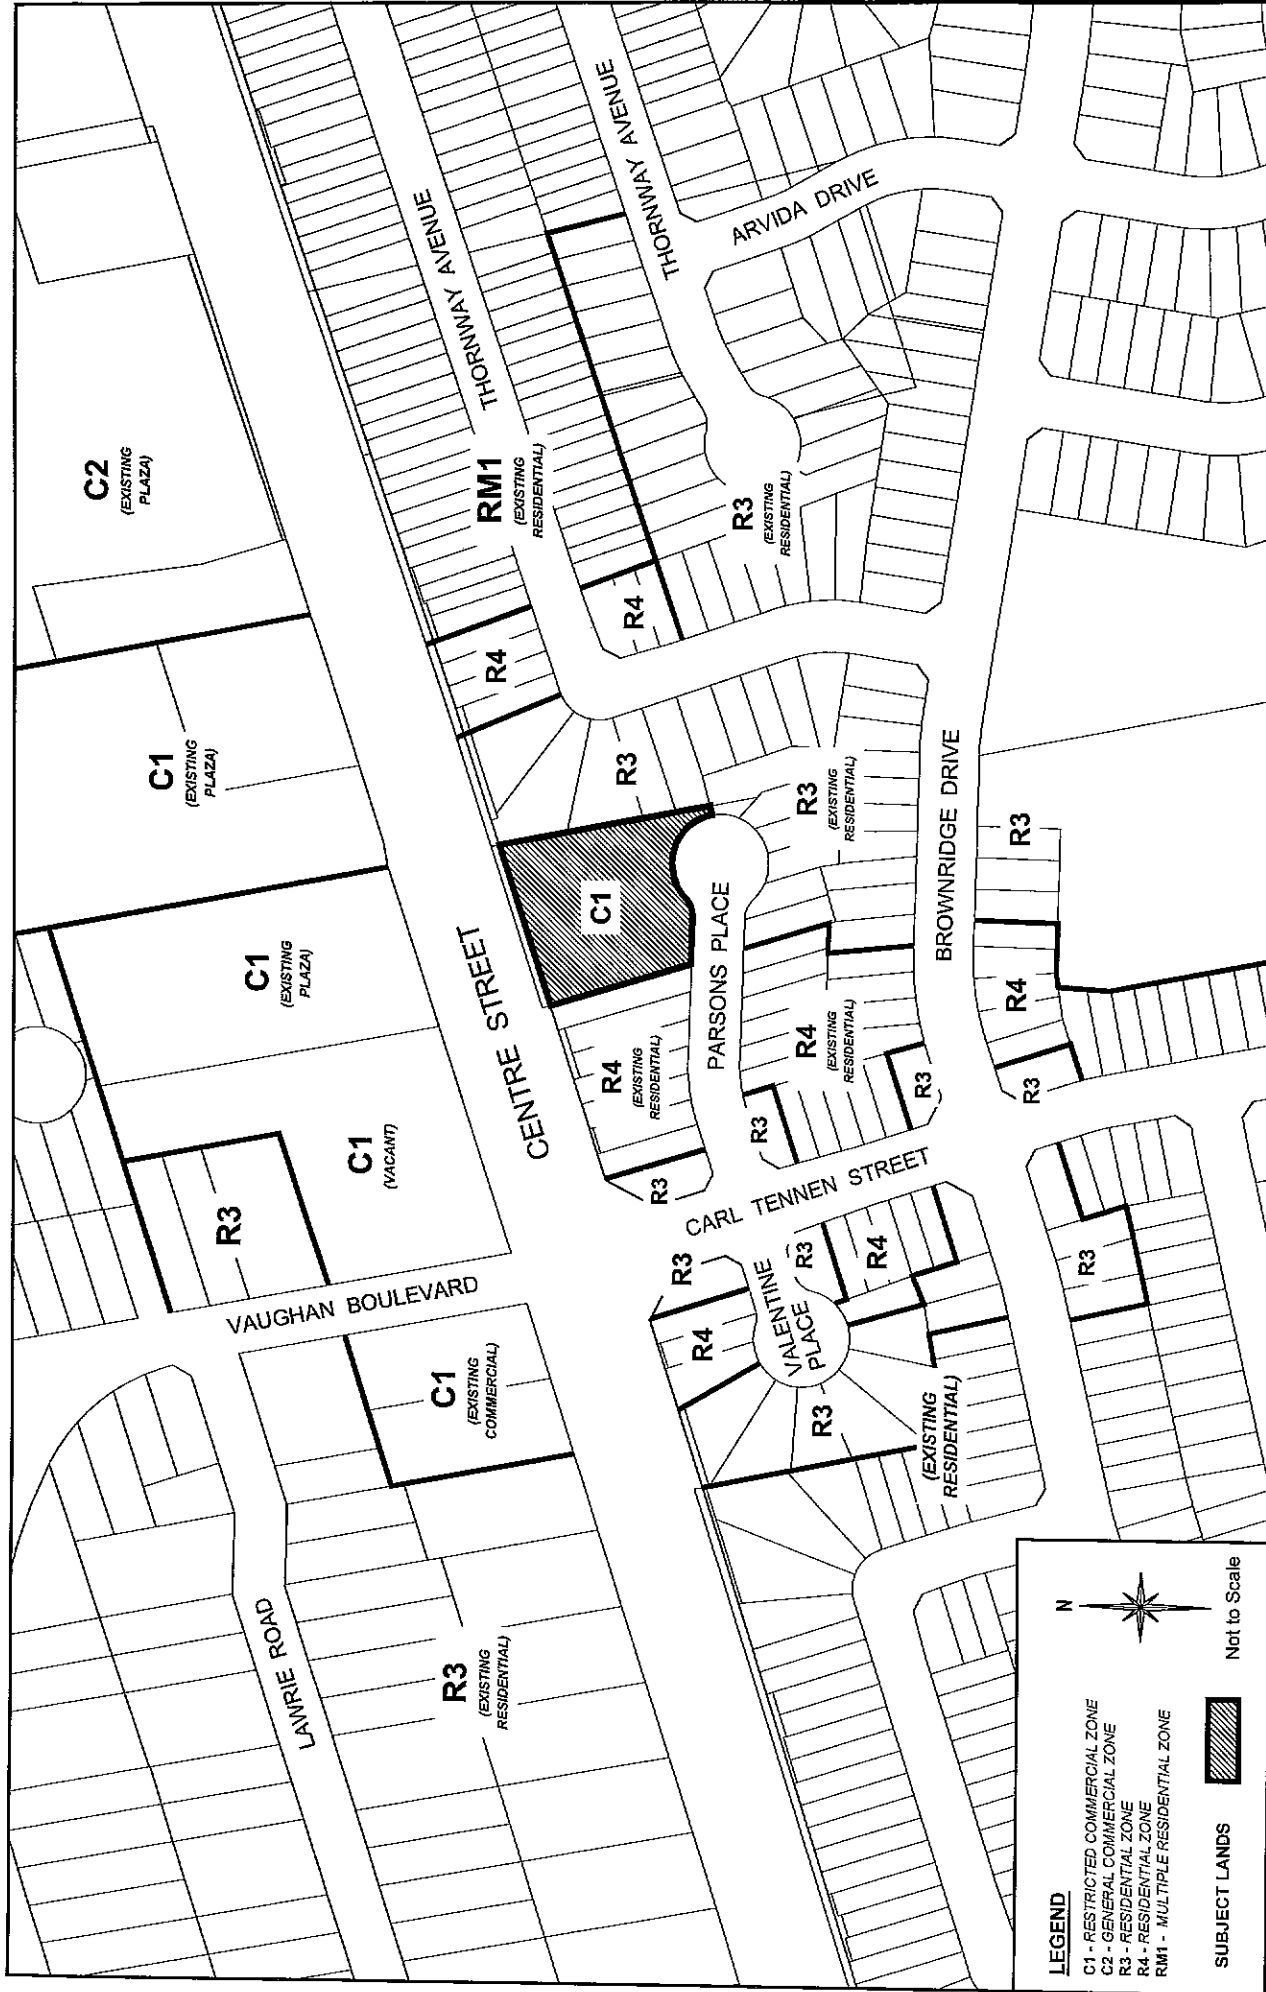 C2
(EXISTING
PLAZA)
C1
(EXISTING
PLAZA)
C1
(EXISTING
PLAZA)
C1
(VACANT)
R3
VAUGHAN BOULEVARD
C1
(EXISTING
COMMERCIAL)
LAWRIE ROAD
R3
(EXISTING
RESIDENTIAL)
CENTRE STREET
THORNWAY AVENUE
THORNWAY AVENUE
THORNWAY AVENUE
ARVIDA DRIVE
RM1
(EXISTING
RESIDENTIAL)
R3
(EXISTING
RESIDENTIAL)
R4
R4
R3
C1
PARSONS PLACE
R3
(EXISTING
RESIDENTIAL)
BROWNRIDGE DRIVE
R3
R4
(EXISTING
RESIDENTIAL)
R4
(EXISTING
RESIDENTIAL)
R4
R3
R3
R3
R3
CARL TENNEN STREET
R3
R3
R4
R4
VALENTINE
PLACE
R3
R3
(EXISTING
RESIDENTIAL)
LEGEND
C1 - RESTRICTED COMMERCIAL ZONE
C2 - GENERAL COMMERCIAL ZONE
R3 - RESIDENTIAL ZONE
R4 - RESIDENTIAL ZONE
RM1 - MULTIPLE RESIDENTIAL ZONE
SUBJECT LANDS
N
Not to Scale